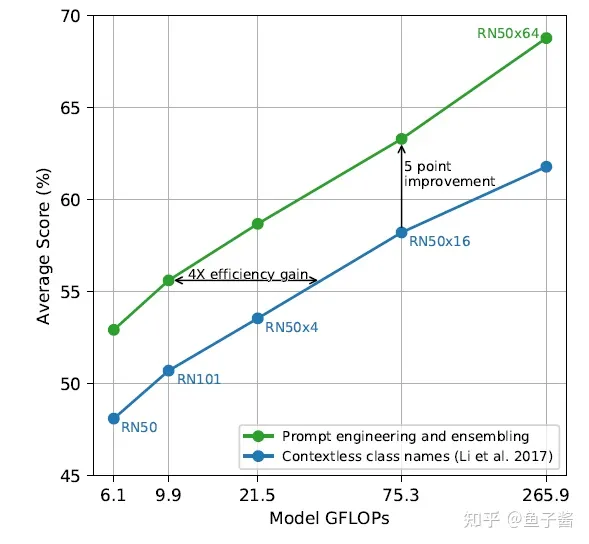 70
65
60
55
50
45
Average Score (%)
RN50x64
5 point
improvement
4X efficiency gain
RN50x16
RN50x4
RN101
RN50
Prompt engineering and ensembling
Contextless class names (Li et al. 2017)
6.1 9.9 21.5 75.3 265.9
Model GFLOPs
知乎 @鱼子酱